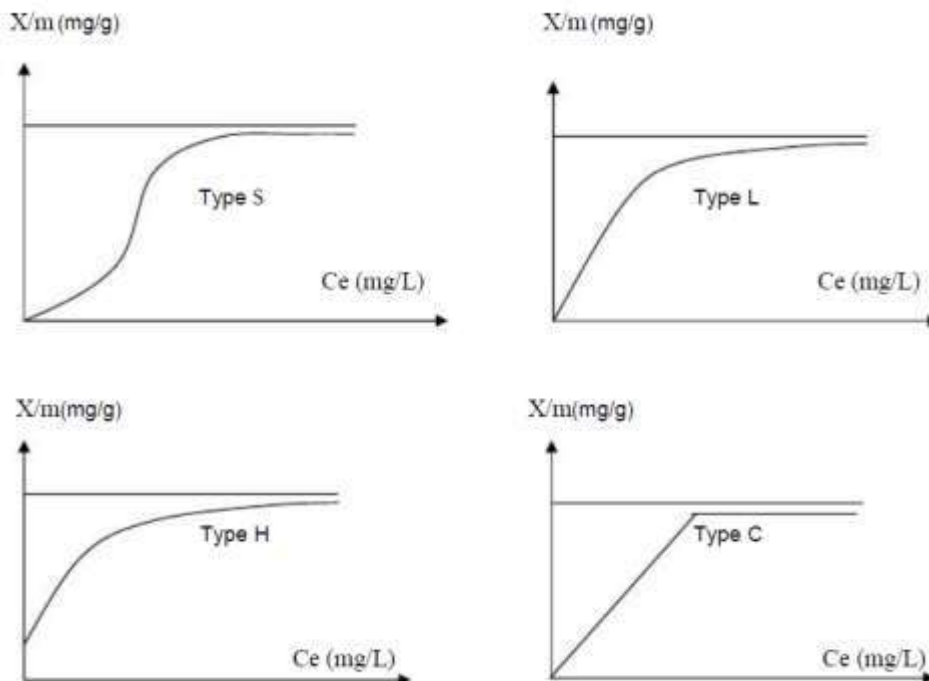 X/m (mg/g)
Type S
Ce (mg/L)
X/m (mg/g)
Type L
Ce (mg/L)
X/m(mg/g)
Type H
Ce (mg/L)
X/m(mg/g)
Type C
Ce (mg/L)